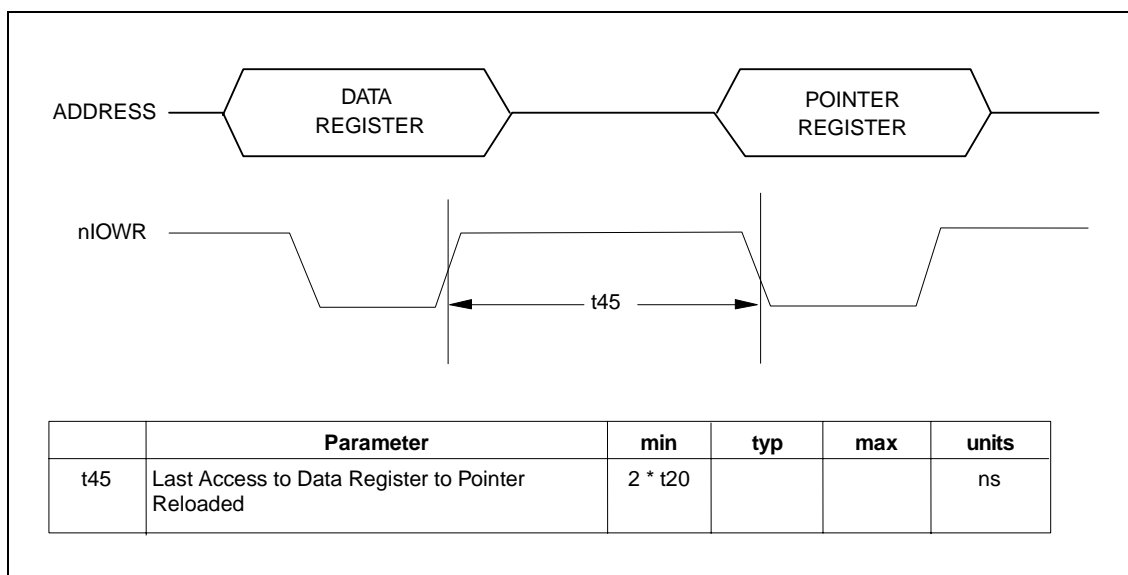 ADDRESS
DATA
REGISTER
POINTER
REGISTER
nIOWR
t45
Parameter min typ max units
t45 Last Access to Data Register to Pointer 2 * t20 ns
Reloaded